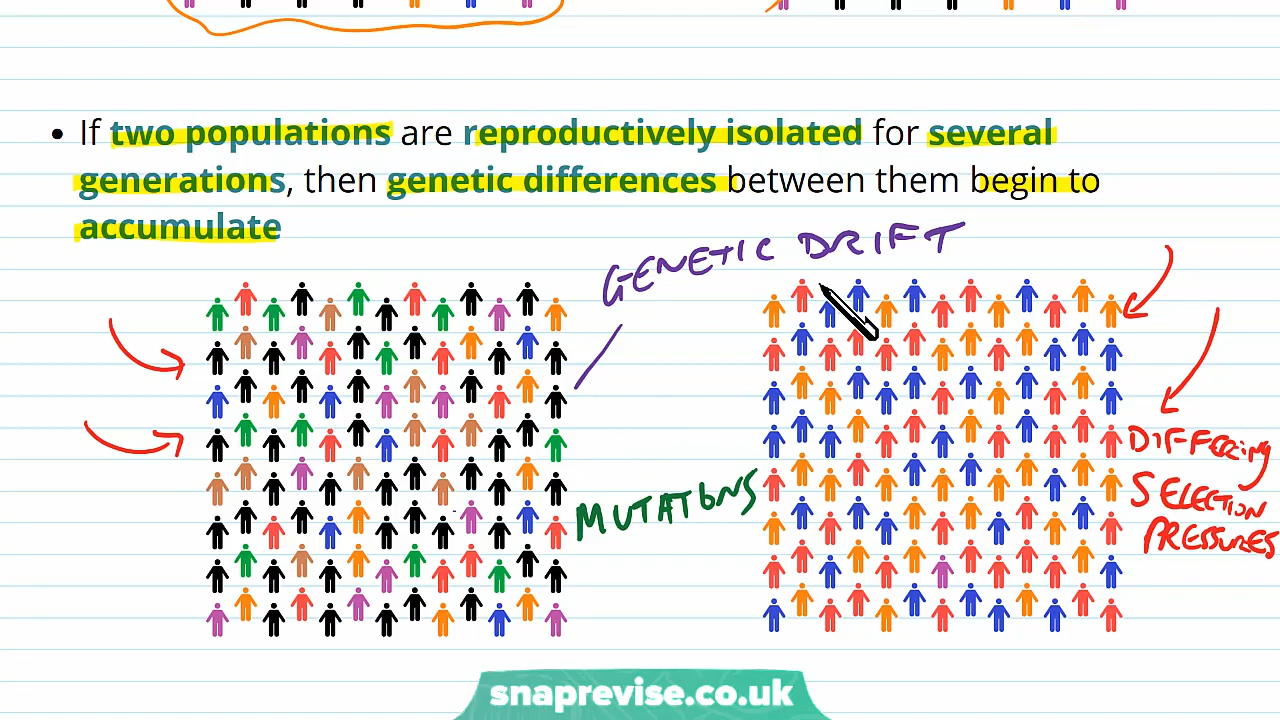 • If two populations are reproductively isolated for several
generations, then genetic differences between them begin to
accumulate
GENETIC DRIFT
DIFFERING
SELECTION
PRESSURES
MUTATIONS
snaprevise.co.uk